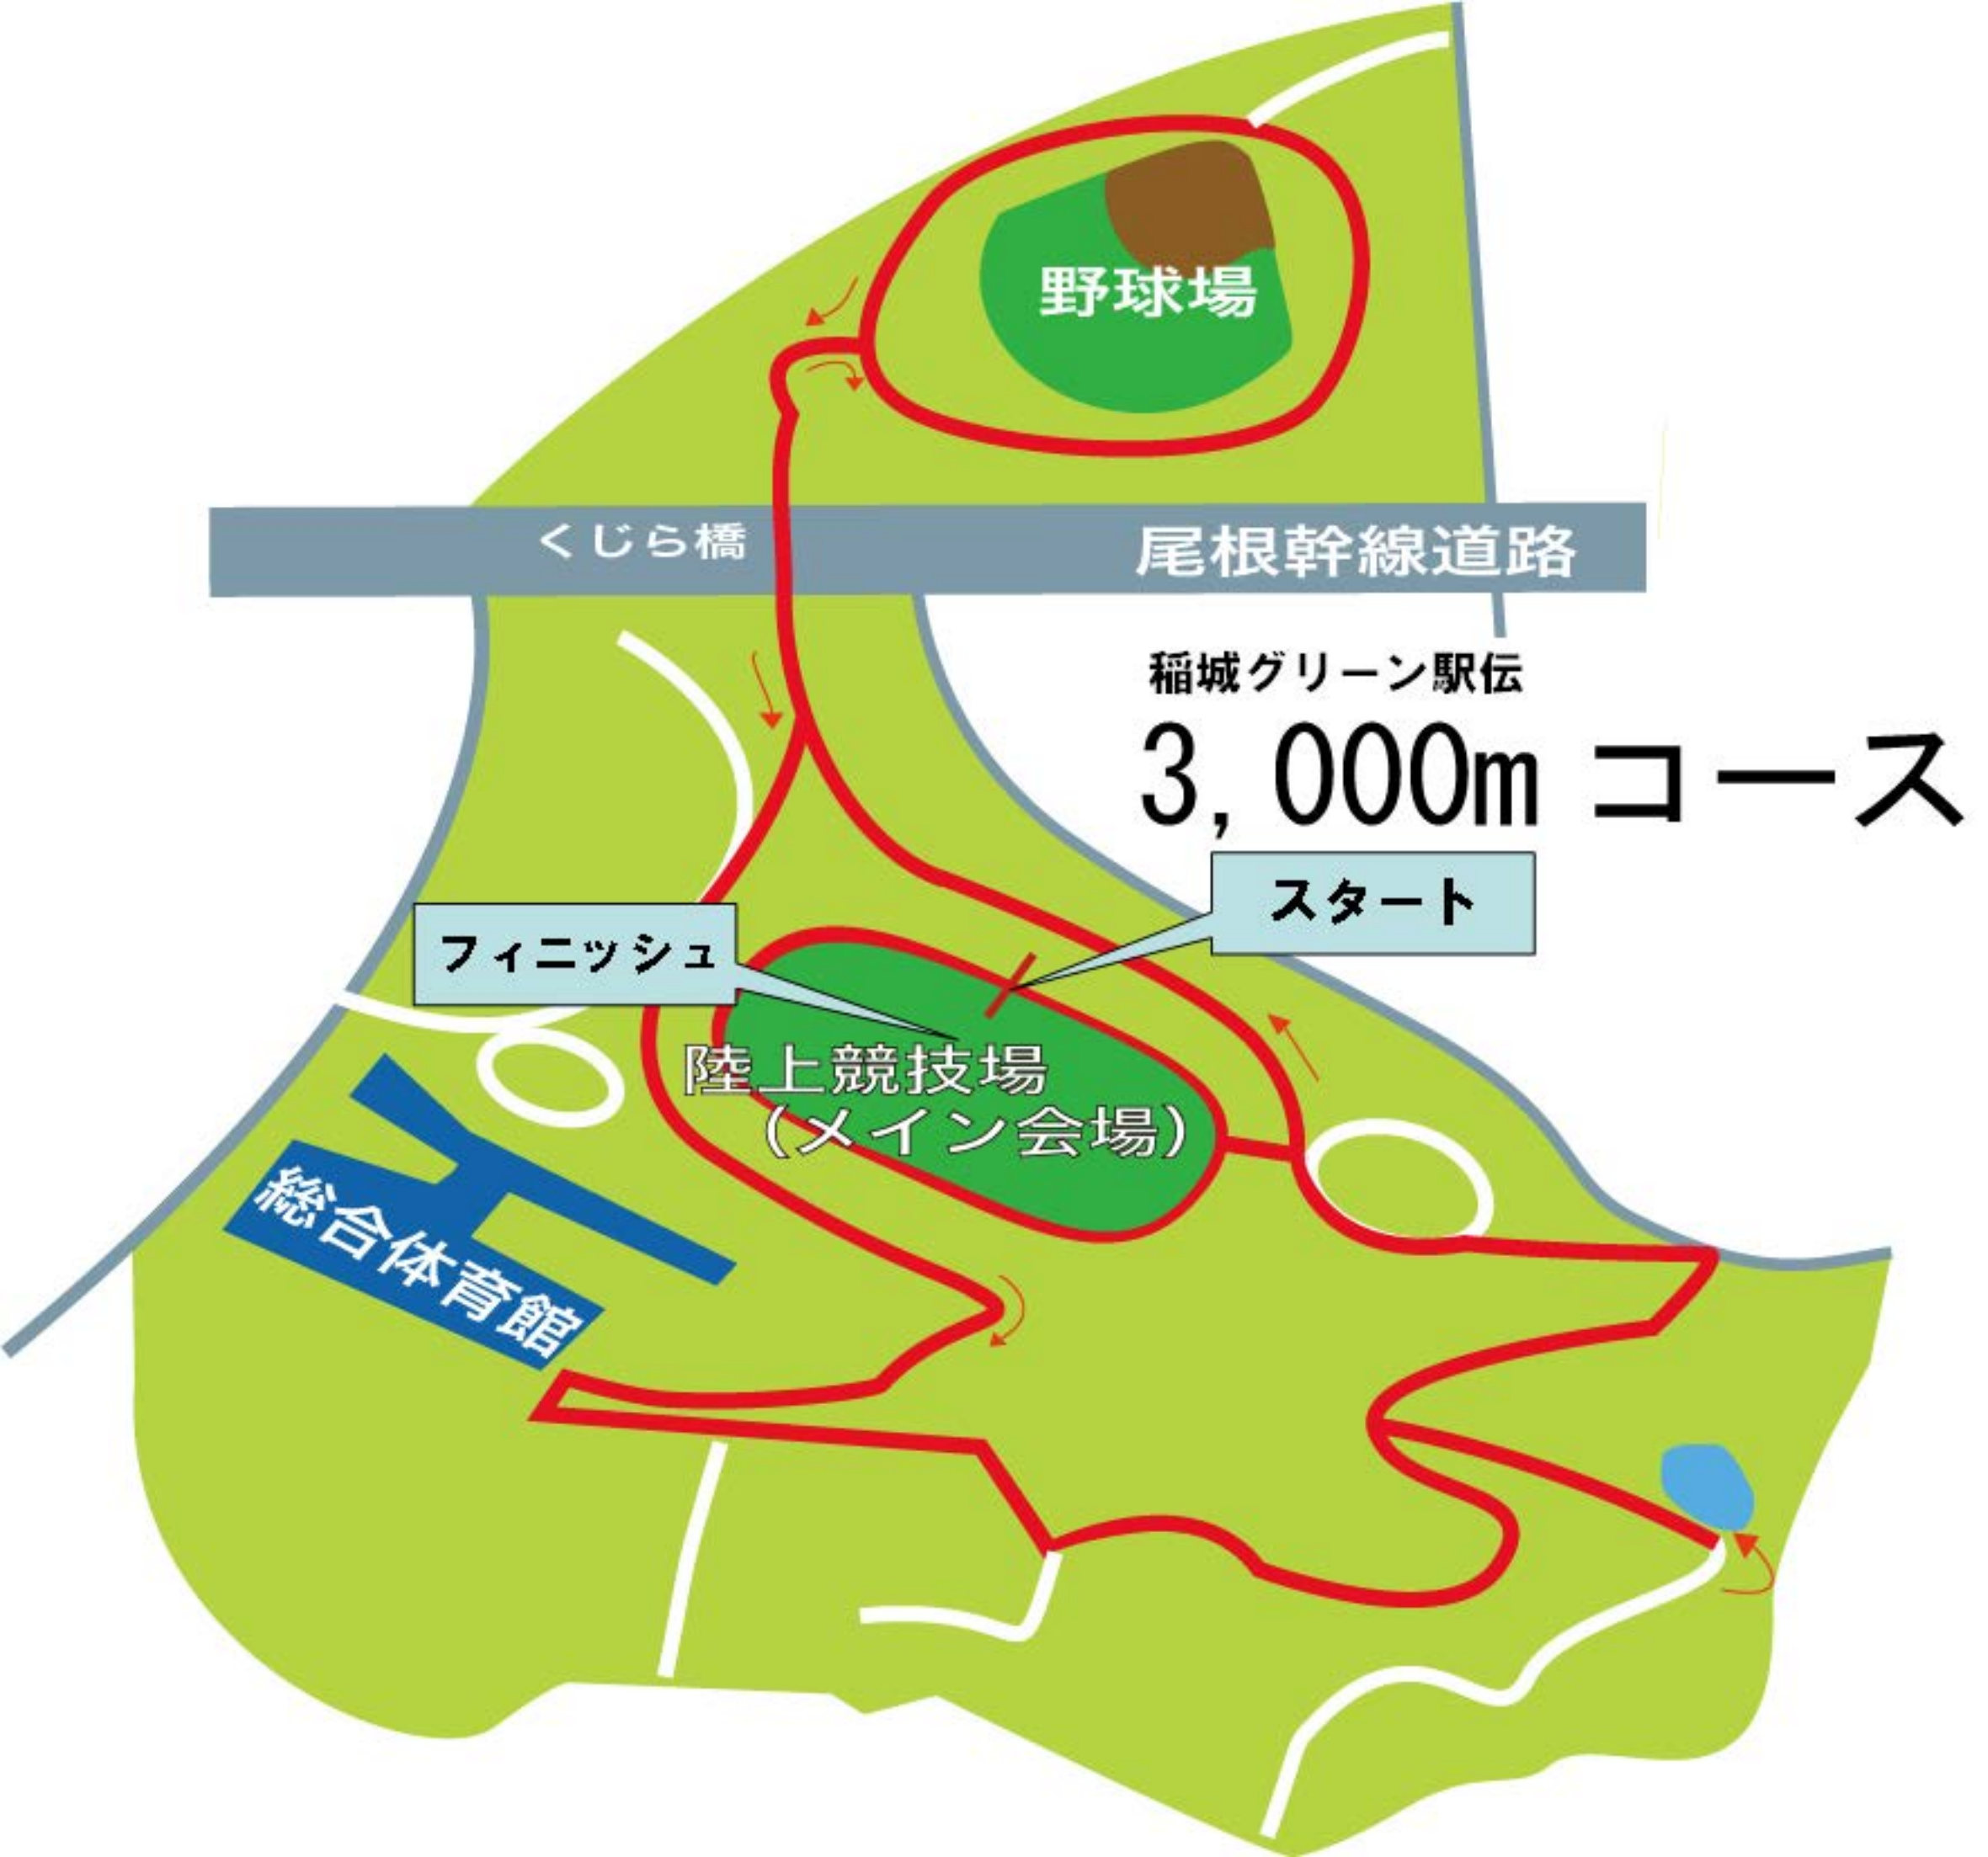 野球場
くじら橋
尾根幹線道路
稲城グリーン駅伝
3,000m コース
スタート
フィニッシュ
陸上競技場
(メイン会場)
総合体育館